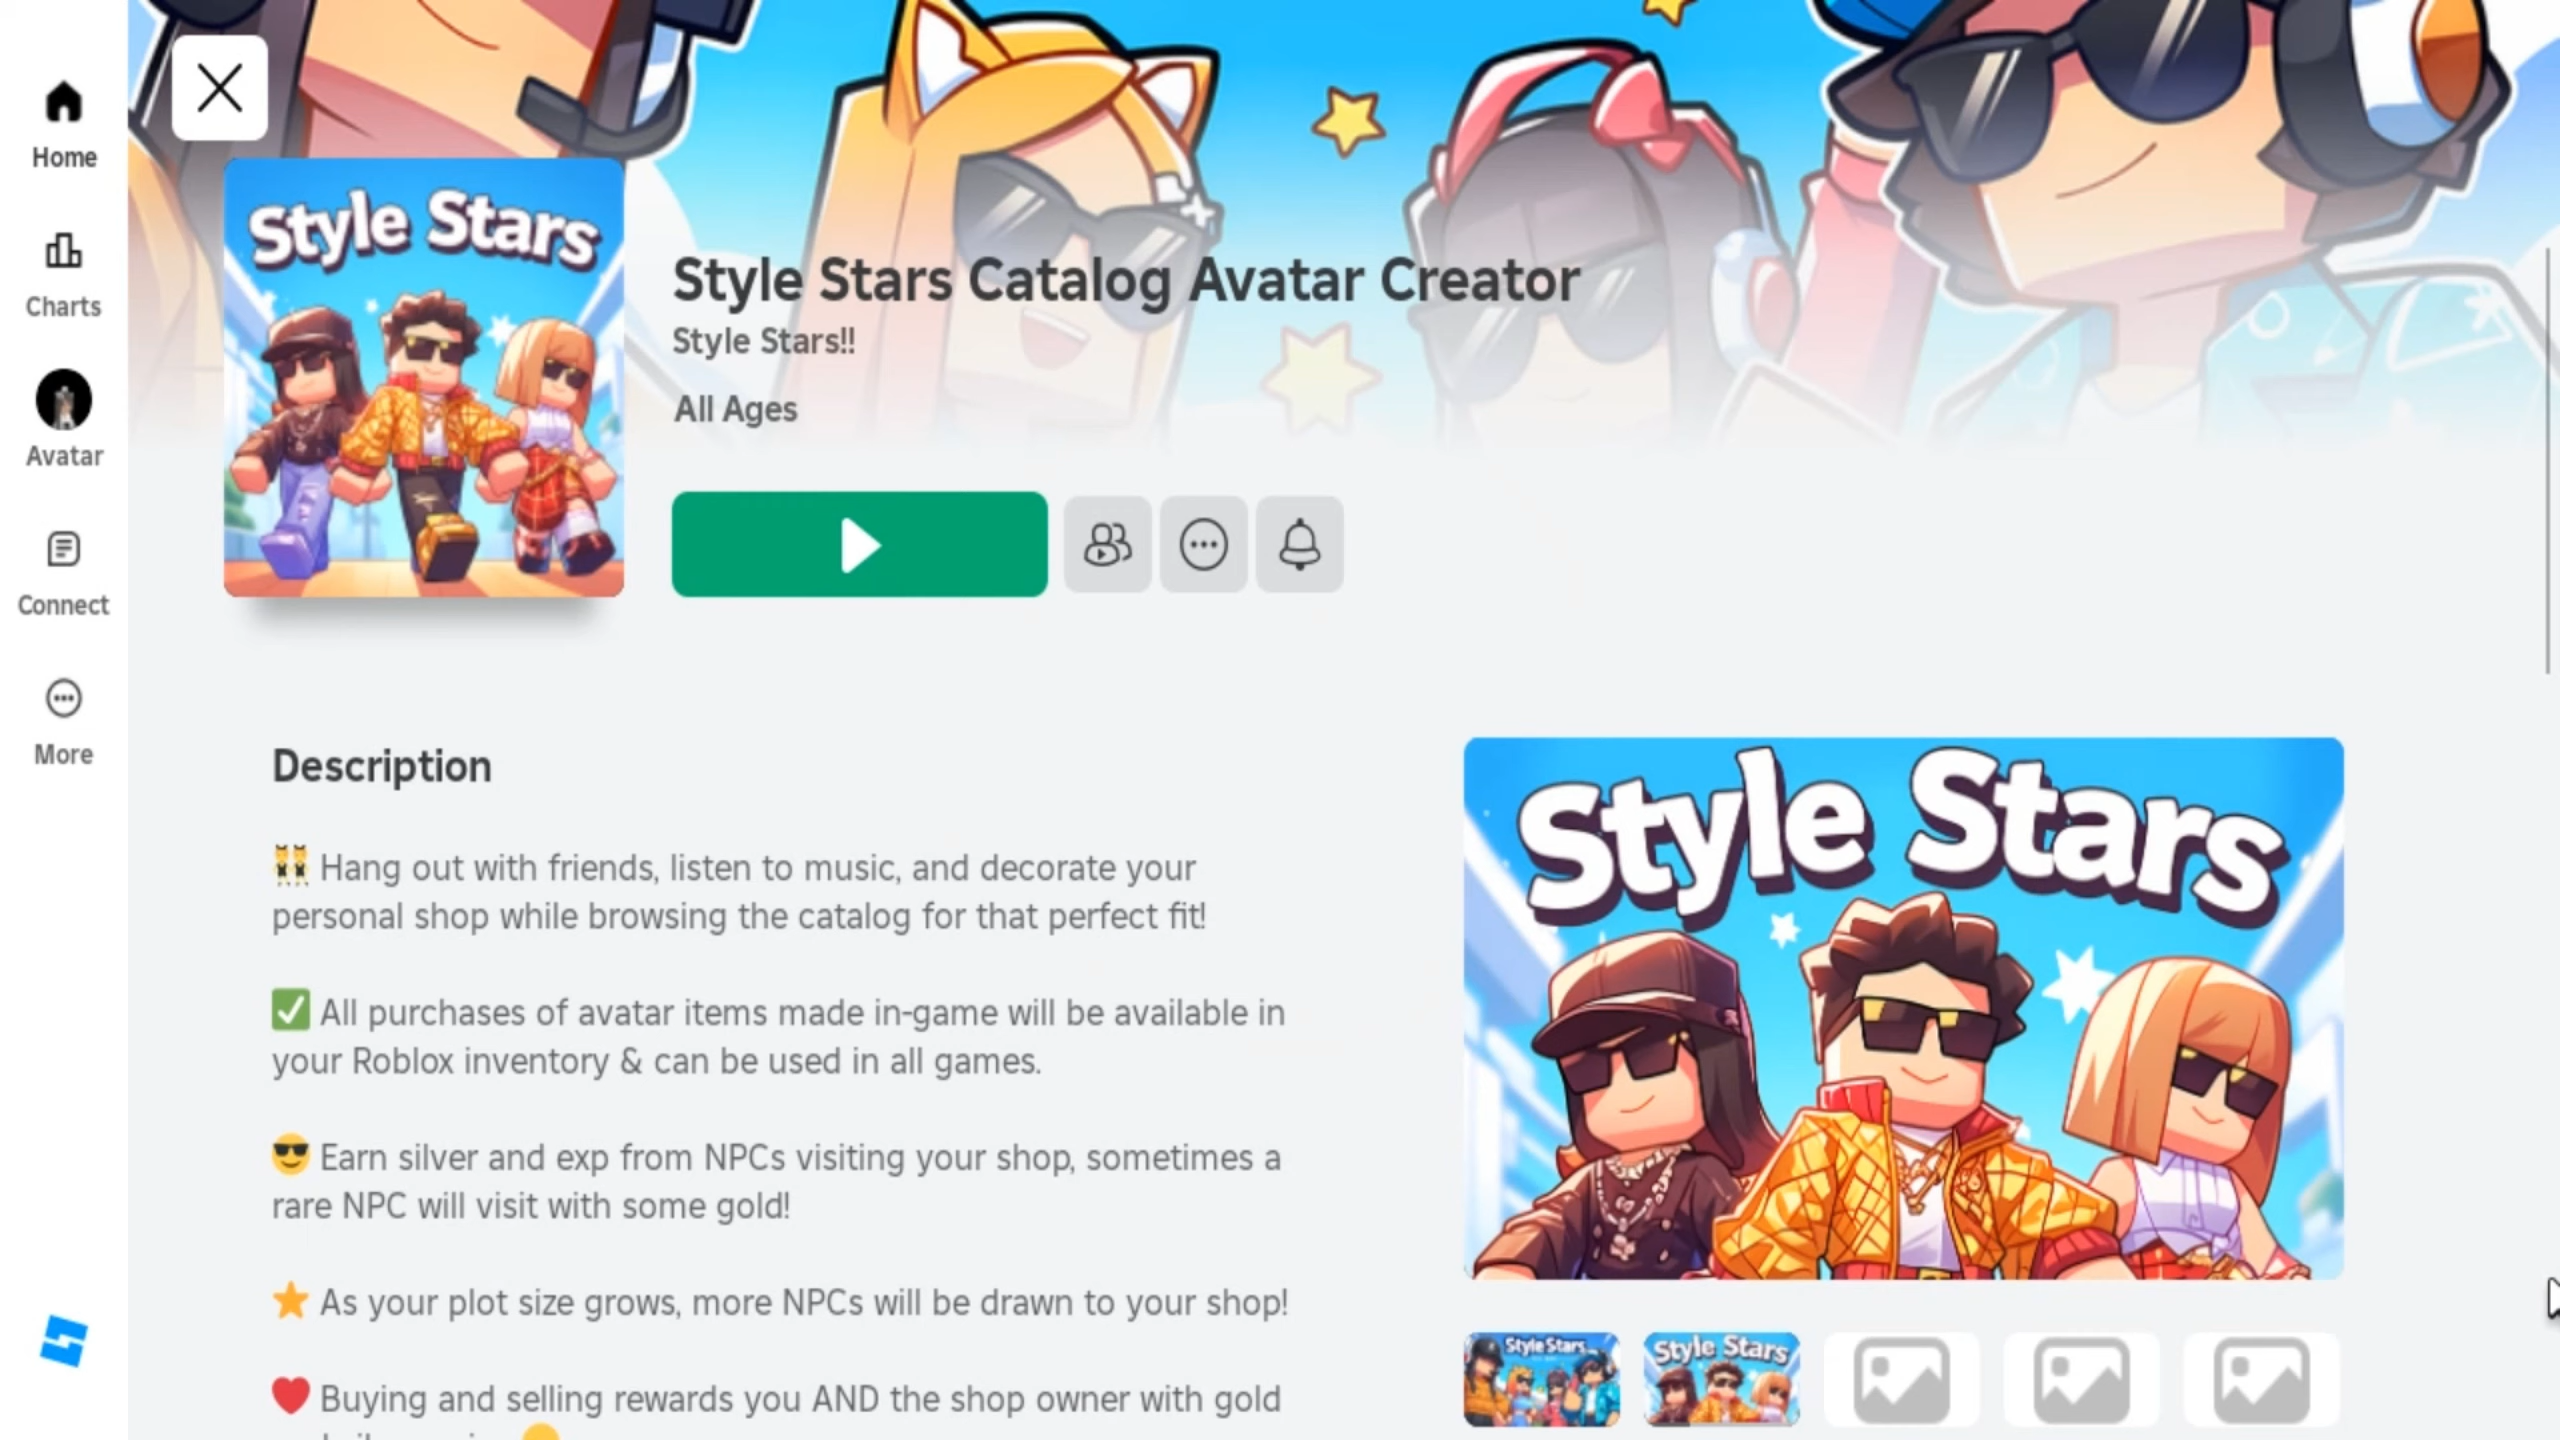 Home
Charts
Avatar
Connect
More
Style Stars
Style Stars Catalog Avatar Creator
Style Stars!!
All Ages
Description
Hang out with friends, listen to music, and decorate your
personal shop while browsing the catalog for that perfect fit!
All purchases of avatar items made in-game will be available in
your Roblox inventory & can be used in all games.
Earn silver and exp from NPCs visiting your shop, sometimes a
rare NPC will visit with some gold!
As your plot size grows, more NPCs will be drawn to your shop!
Buying and selling rewards you AND the shop owner with gold
Style Stars
Style Stars
Style Stars